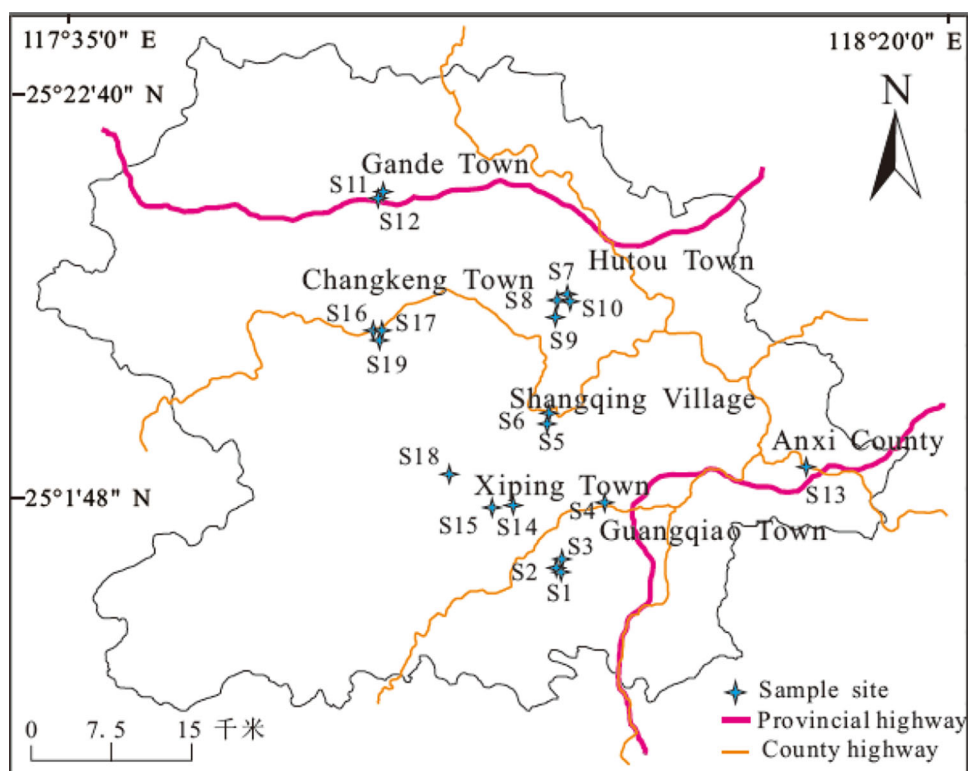 117°35'0" E
118°20'0" E
25°22'40" N
N
Gande Town
S11
S12
Hutou Town
Changkeng Town
S7
S8
S10
S16
S17
S9
S19
Shangqing Village
S6
S5
Anxi County
S18
Xiping Town
S13
25°1'48" N
S4
S15
S14
Guangqiao Town
S3
S2
S1
Sample site
Provincial highway
County highway
0 7.5 15 千米